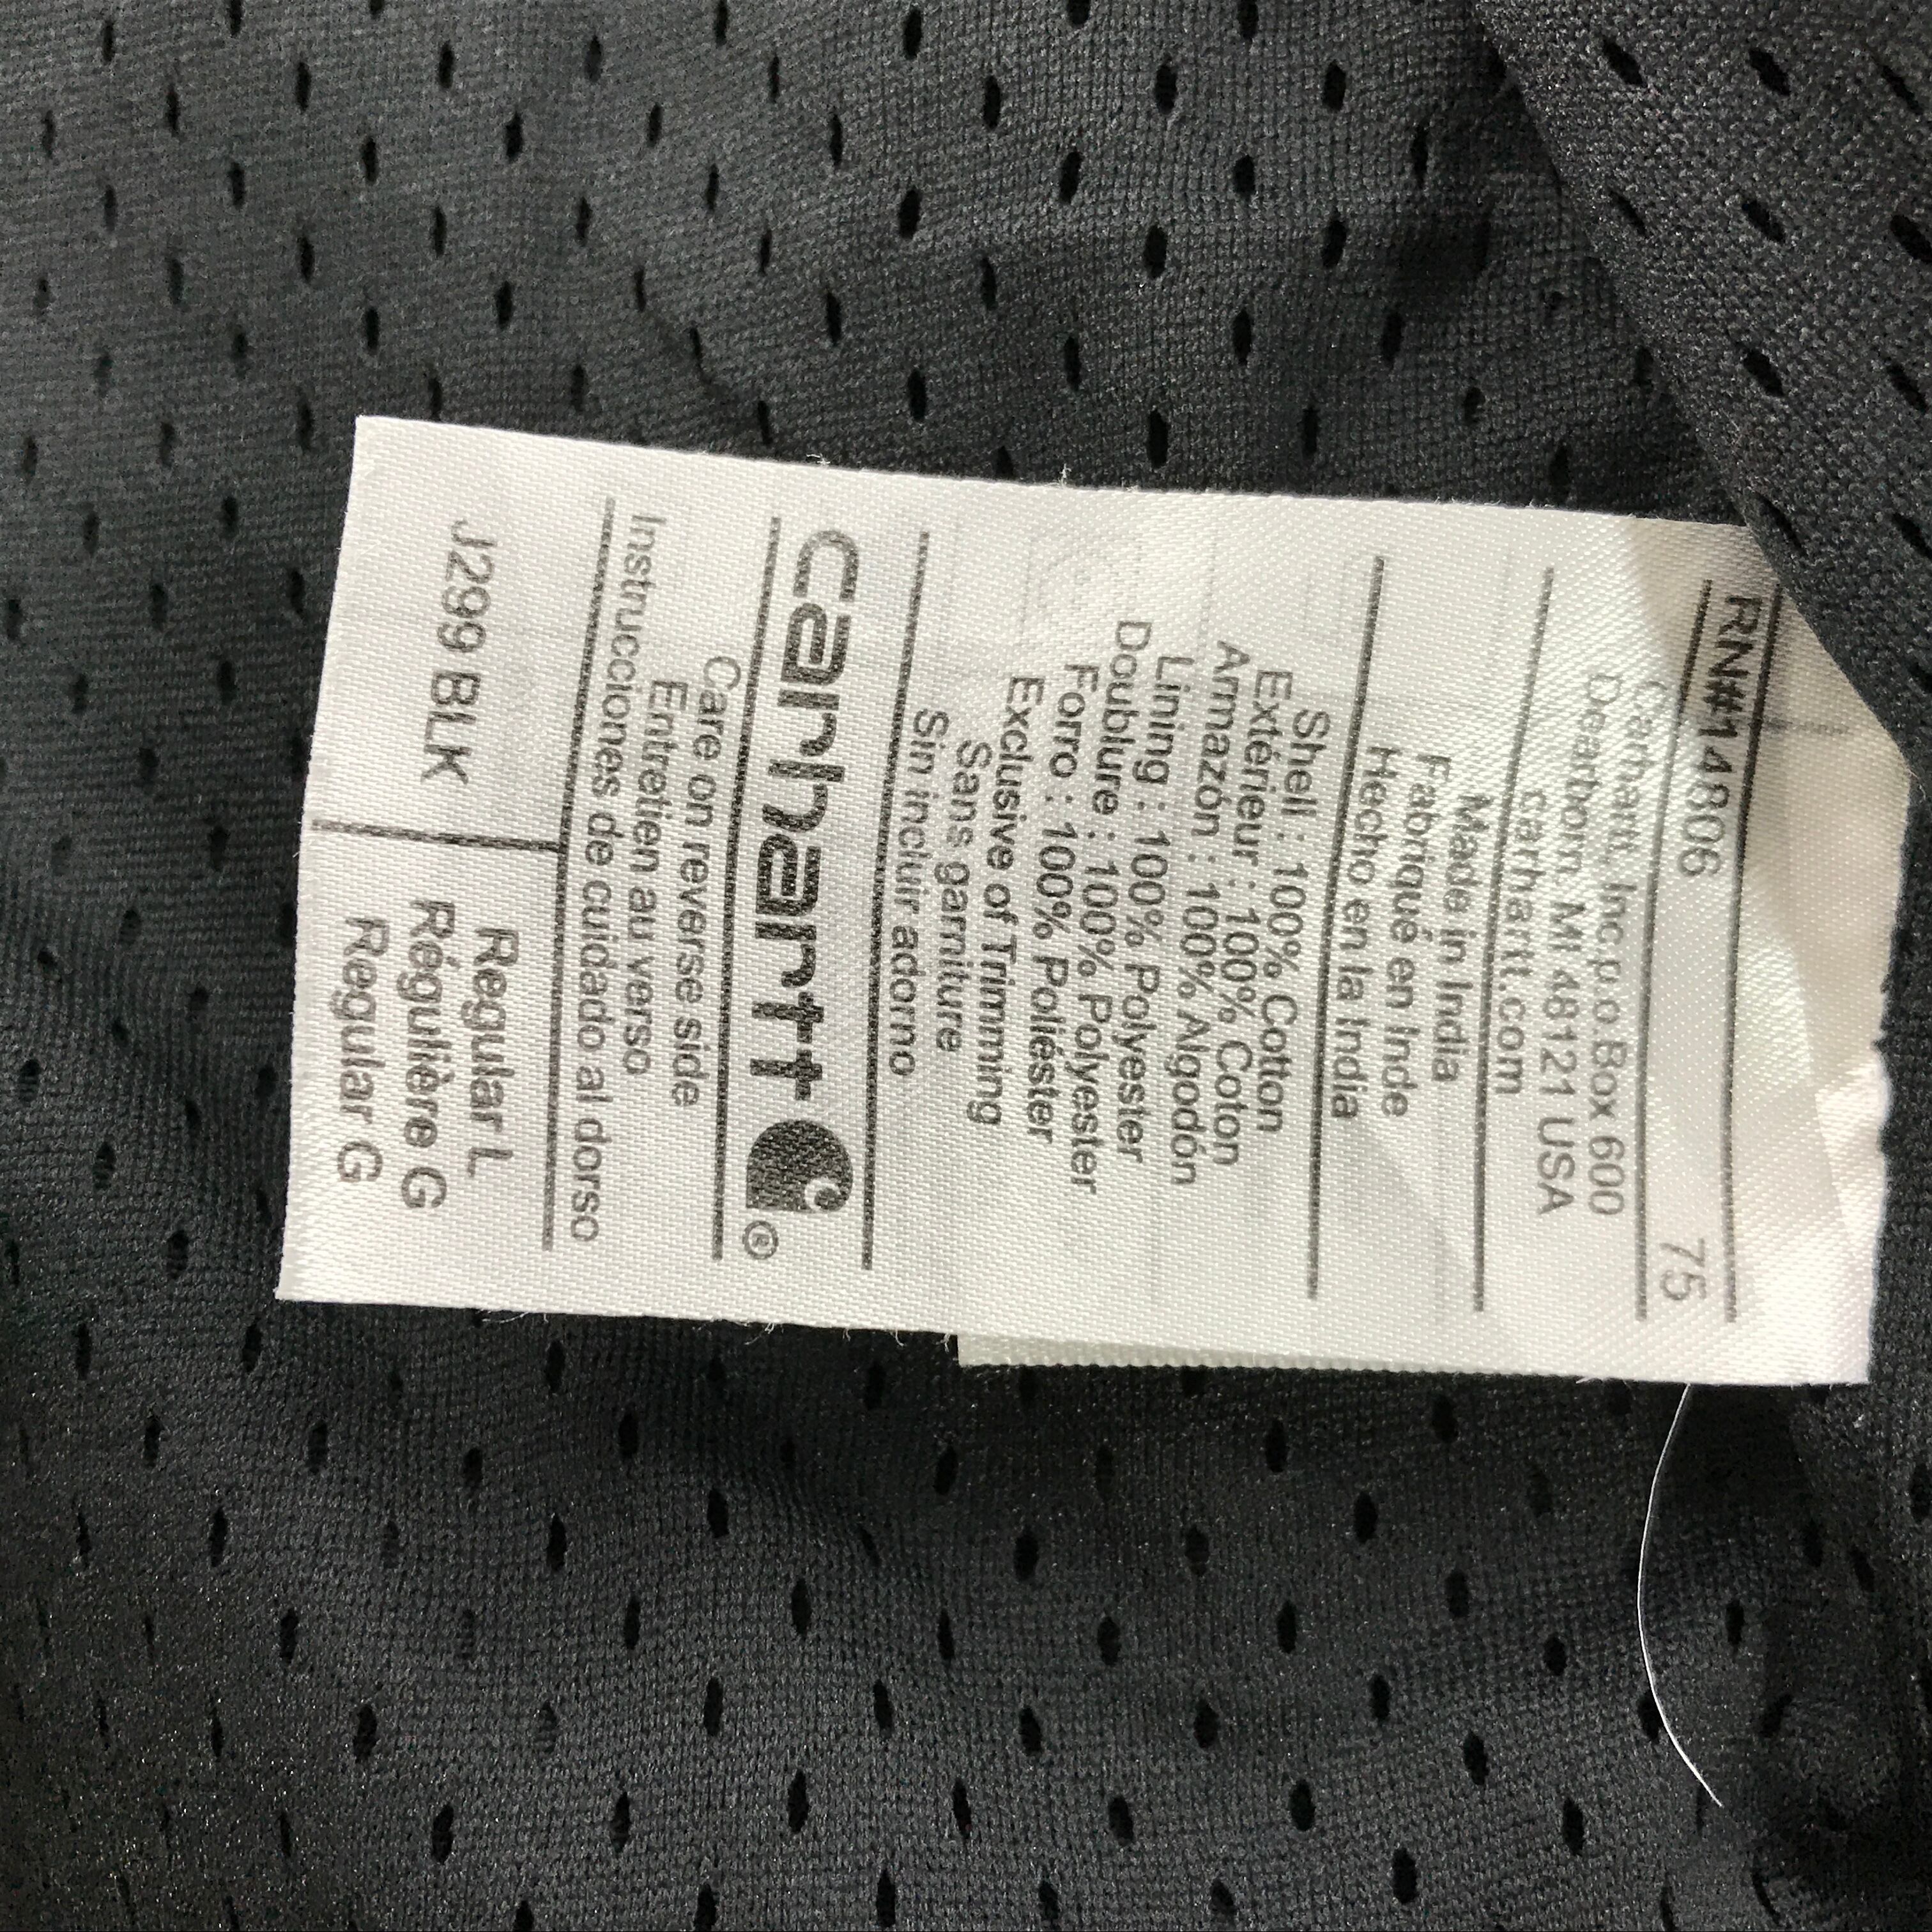 RN#14806 75
Carhartt, Inc.p.o.Box 600
Dearborn, MI 48121 USA
carhartt.com
Made in India
Fabriqué en Inde
Hecho en la India
Shell : 100% Cotton
Extérieur : 100% Coton
Armazón : 100% Algodón
Lining : 100% Polyester
Doublure : 100% Polyester
Forro : 100% Poliéster
Exclusive of Trimming
Sans garniture
Sin incluir adorno
carhartt ®
Care on reverse side
Entretien au verso
Instrucciones de cuidado al dorso
J299 BLK
Regular L
Régulière G
Regular G